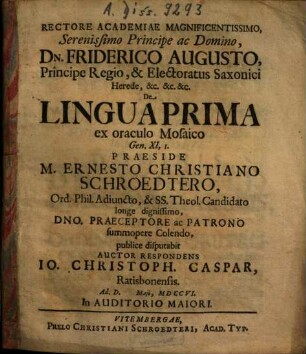 A. Diss. 9293
RECTORE ACADEMIAE MAGNIFICENTISSIMO,
Serenissimo Principe ac Domino,
DN. FRIDERICO AUGUSTO,
Principe Regio, & Electoratus Saxonici
Herede, &c. &c. &c.
De
LINGUA PRIMA
ex oraculo Mosaico
Gen. XI, 1.
PRAESIDE
M. ERNESTO CHRISTIANO
SCHROEDTERO,
Ord. Phil. Adiuncto, & SS. Theol. Candidato
longe dignissimo,
DNO. PRAECEPTORE ac PATRONO
summopere Colendo,
publice disputabit
AUCTOR RESPONDENS
IO. CHRISTOPH. CASPAR,
Ratisbonensis.
Ad. D. Maji, MDCCVI.
In AUDITORIO MAIORI.
VITEMBERGAE,
PRELO CHRISTIANI SCHROEDTERI, ACAD. TYP.